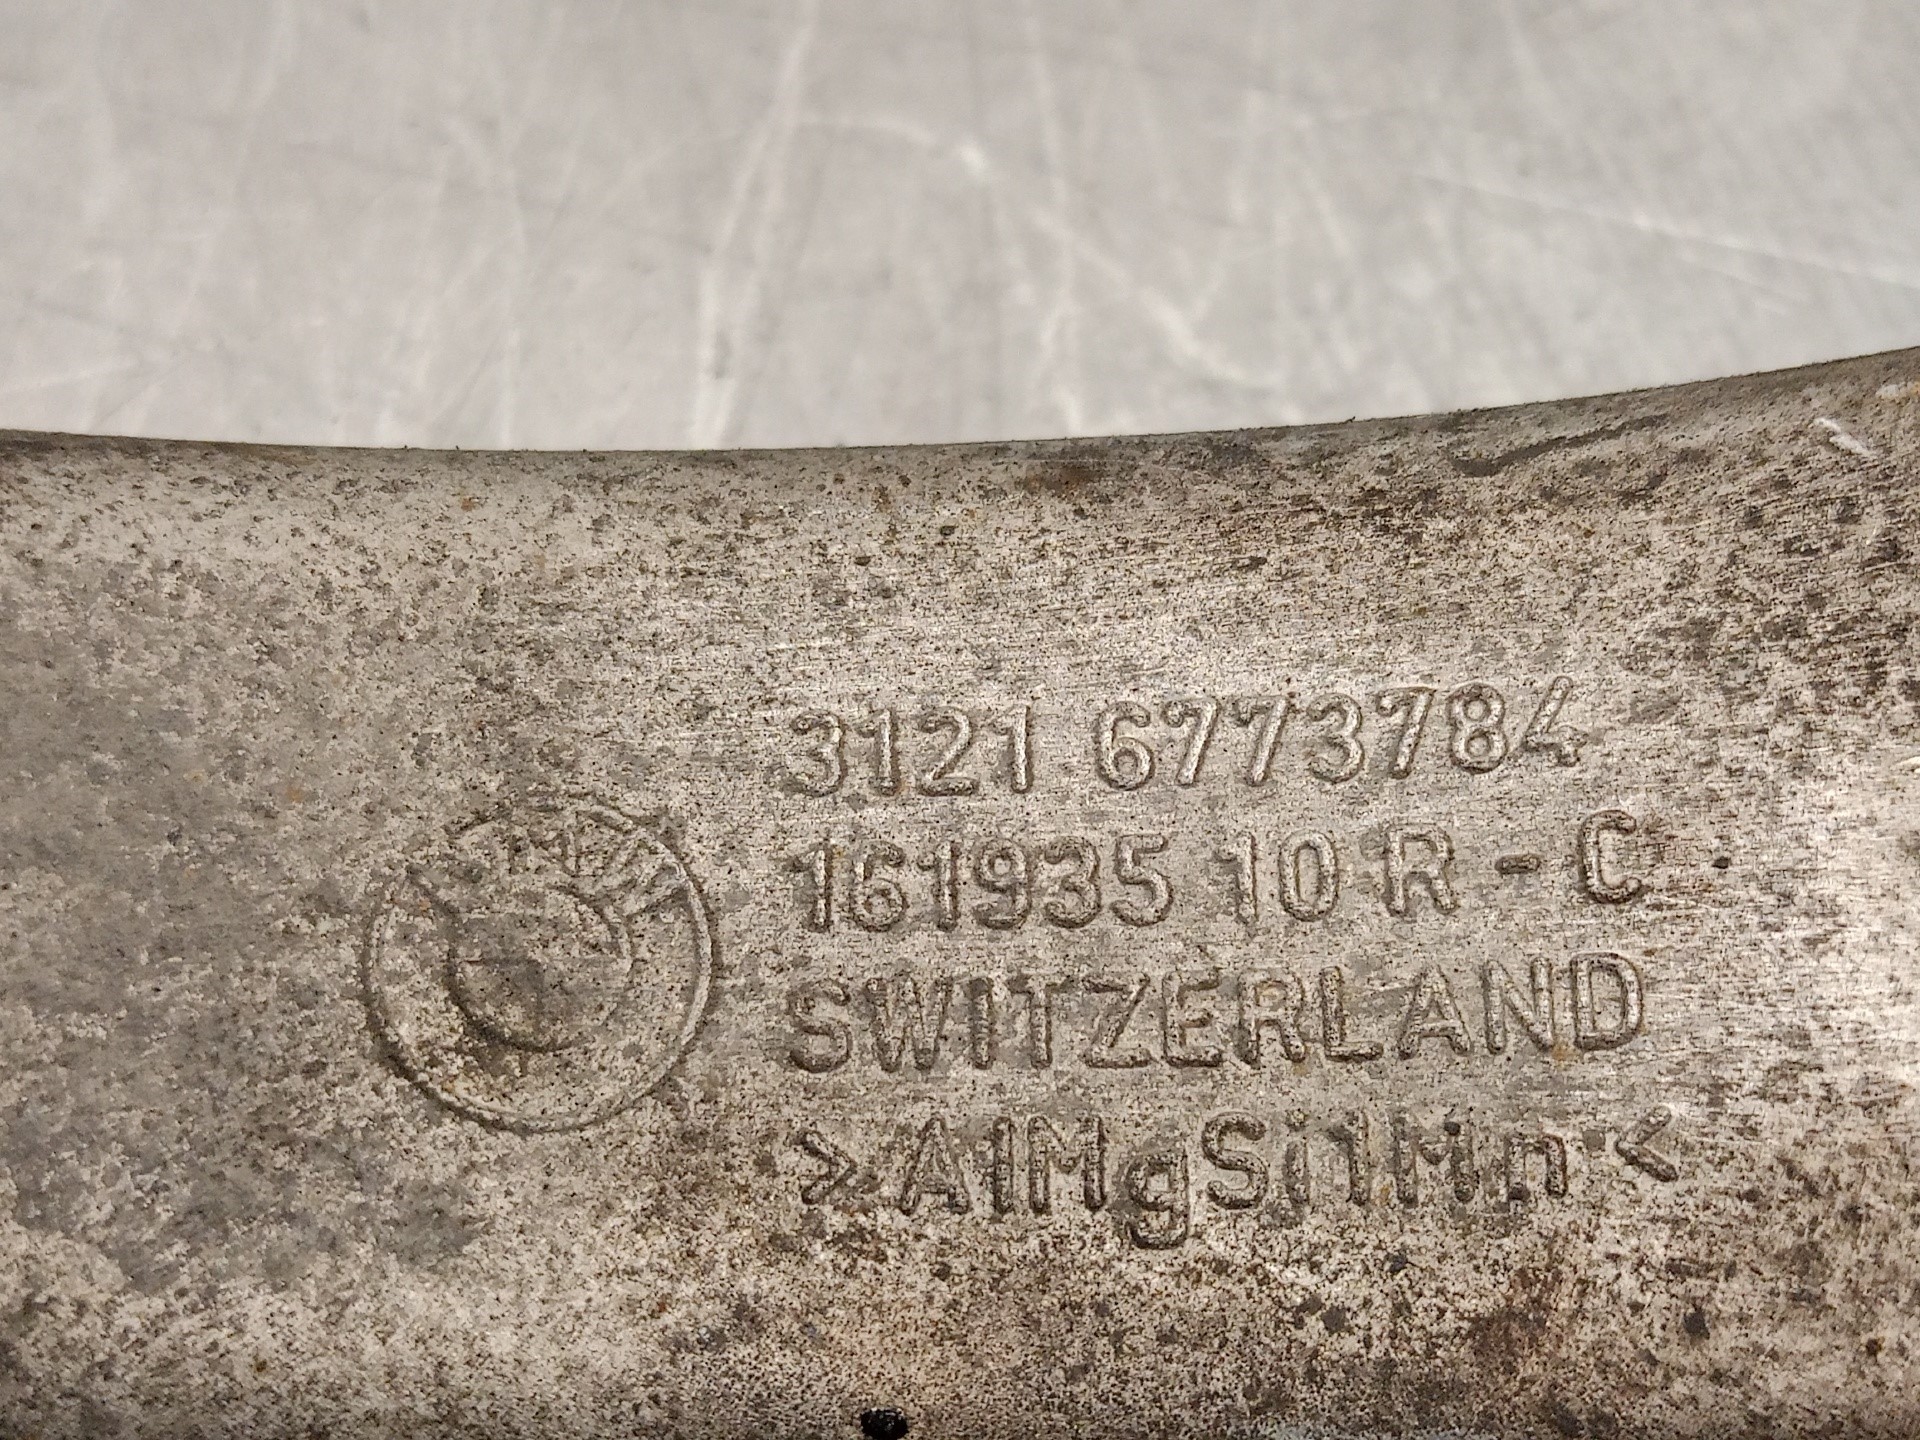 3121 6773784
161935 10 R - C
SWITZERLAND
>AlMgSi1Mn<